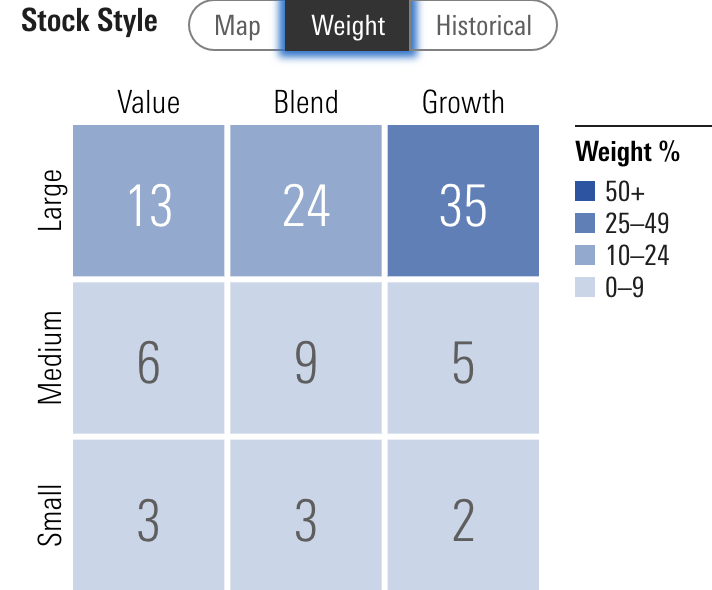 Stock Style Map Weight Historical
Value Blend Growth
Large 13 24 35
Medium 6 9 5
Small 3 3 2
Weight %
50+
25–49
10–24
0–9